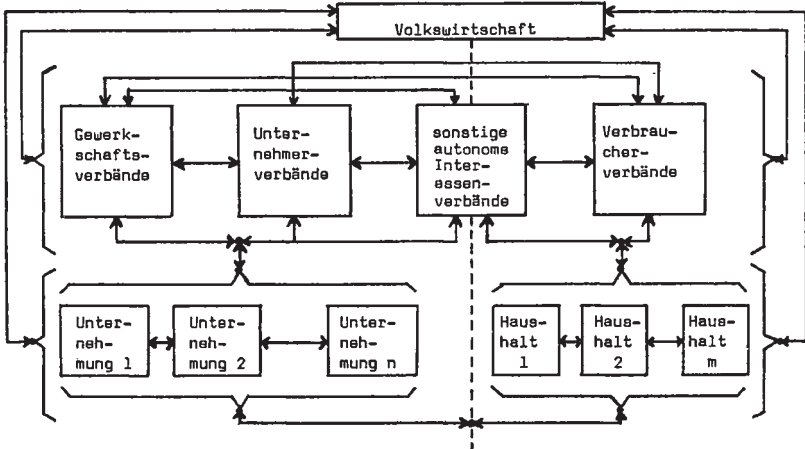 Volkswirtschaft
Gewerk-
schafts-
verbände
Unter-
nehmer-
verbände
sonstige
autonome
Inter-
essen-
verbände
Verbrau-
cher-
verbände
Unter-
neh-
mung 1
Unter-
neh-
mung 2
Unter-
neh-
mung n
Haus-
halt
1
Haus-
halt
2
Haus-
halt
m